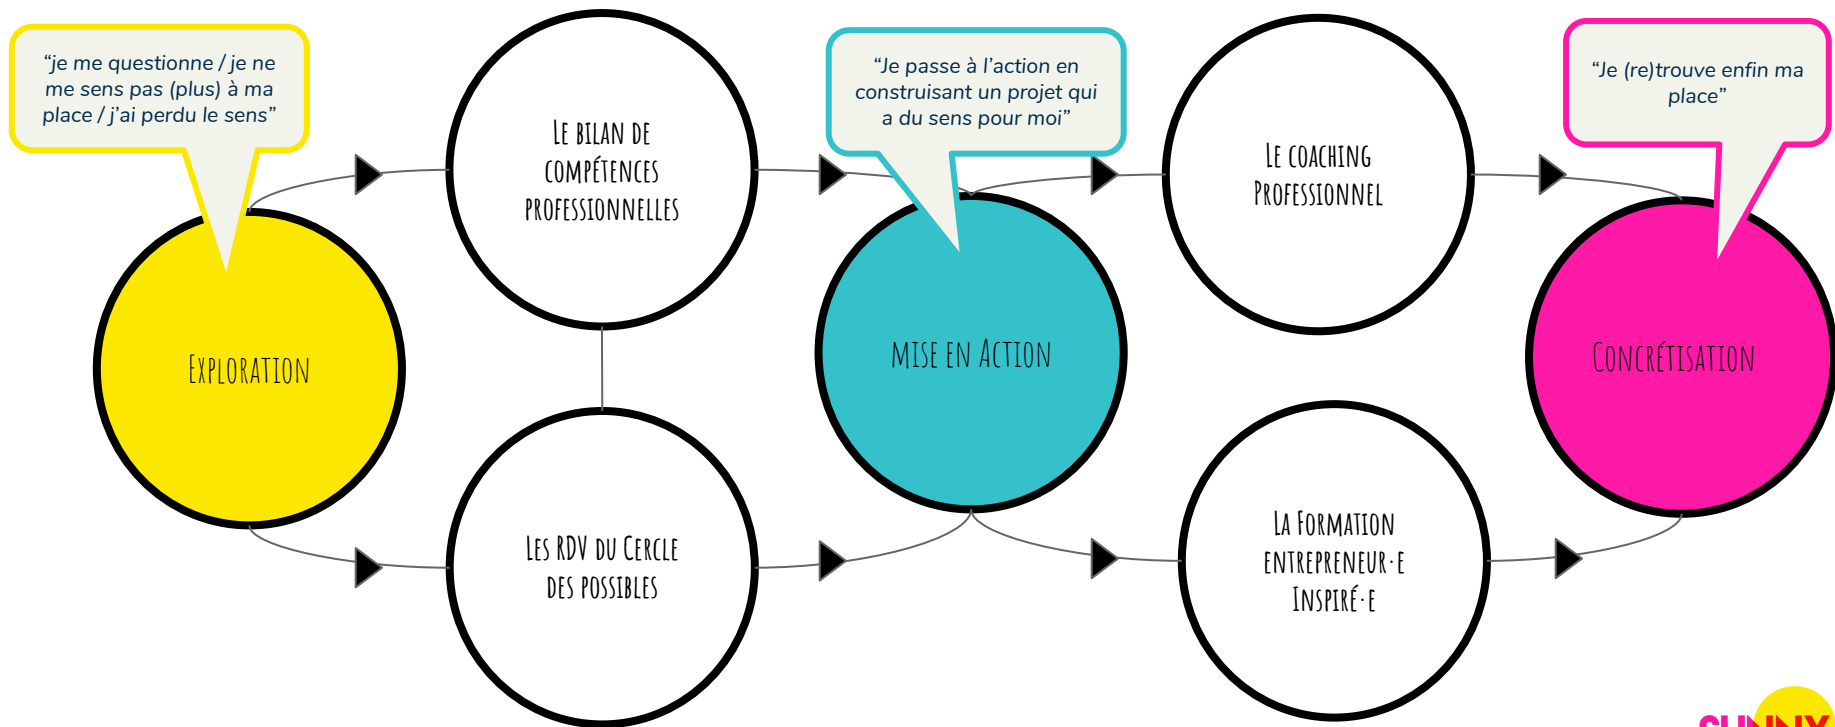 “je me questionne / je ne
me sens pas (plus) à ma
place / j’ai perdu le sens”
Exploration
Le bilan de
compétences
professionnelles
Les RDV du Cercle
des possibles
“Je passe à l’action en
construisant un projet qui
a du sens pour moi”
mise en Action
Le coaching
Professionnel
La Formation
entrepreneur·e
Inspiré·e
“Je (re)trouve enfin ma
place”
Concrétisation
SUNNY